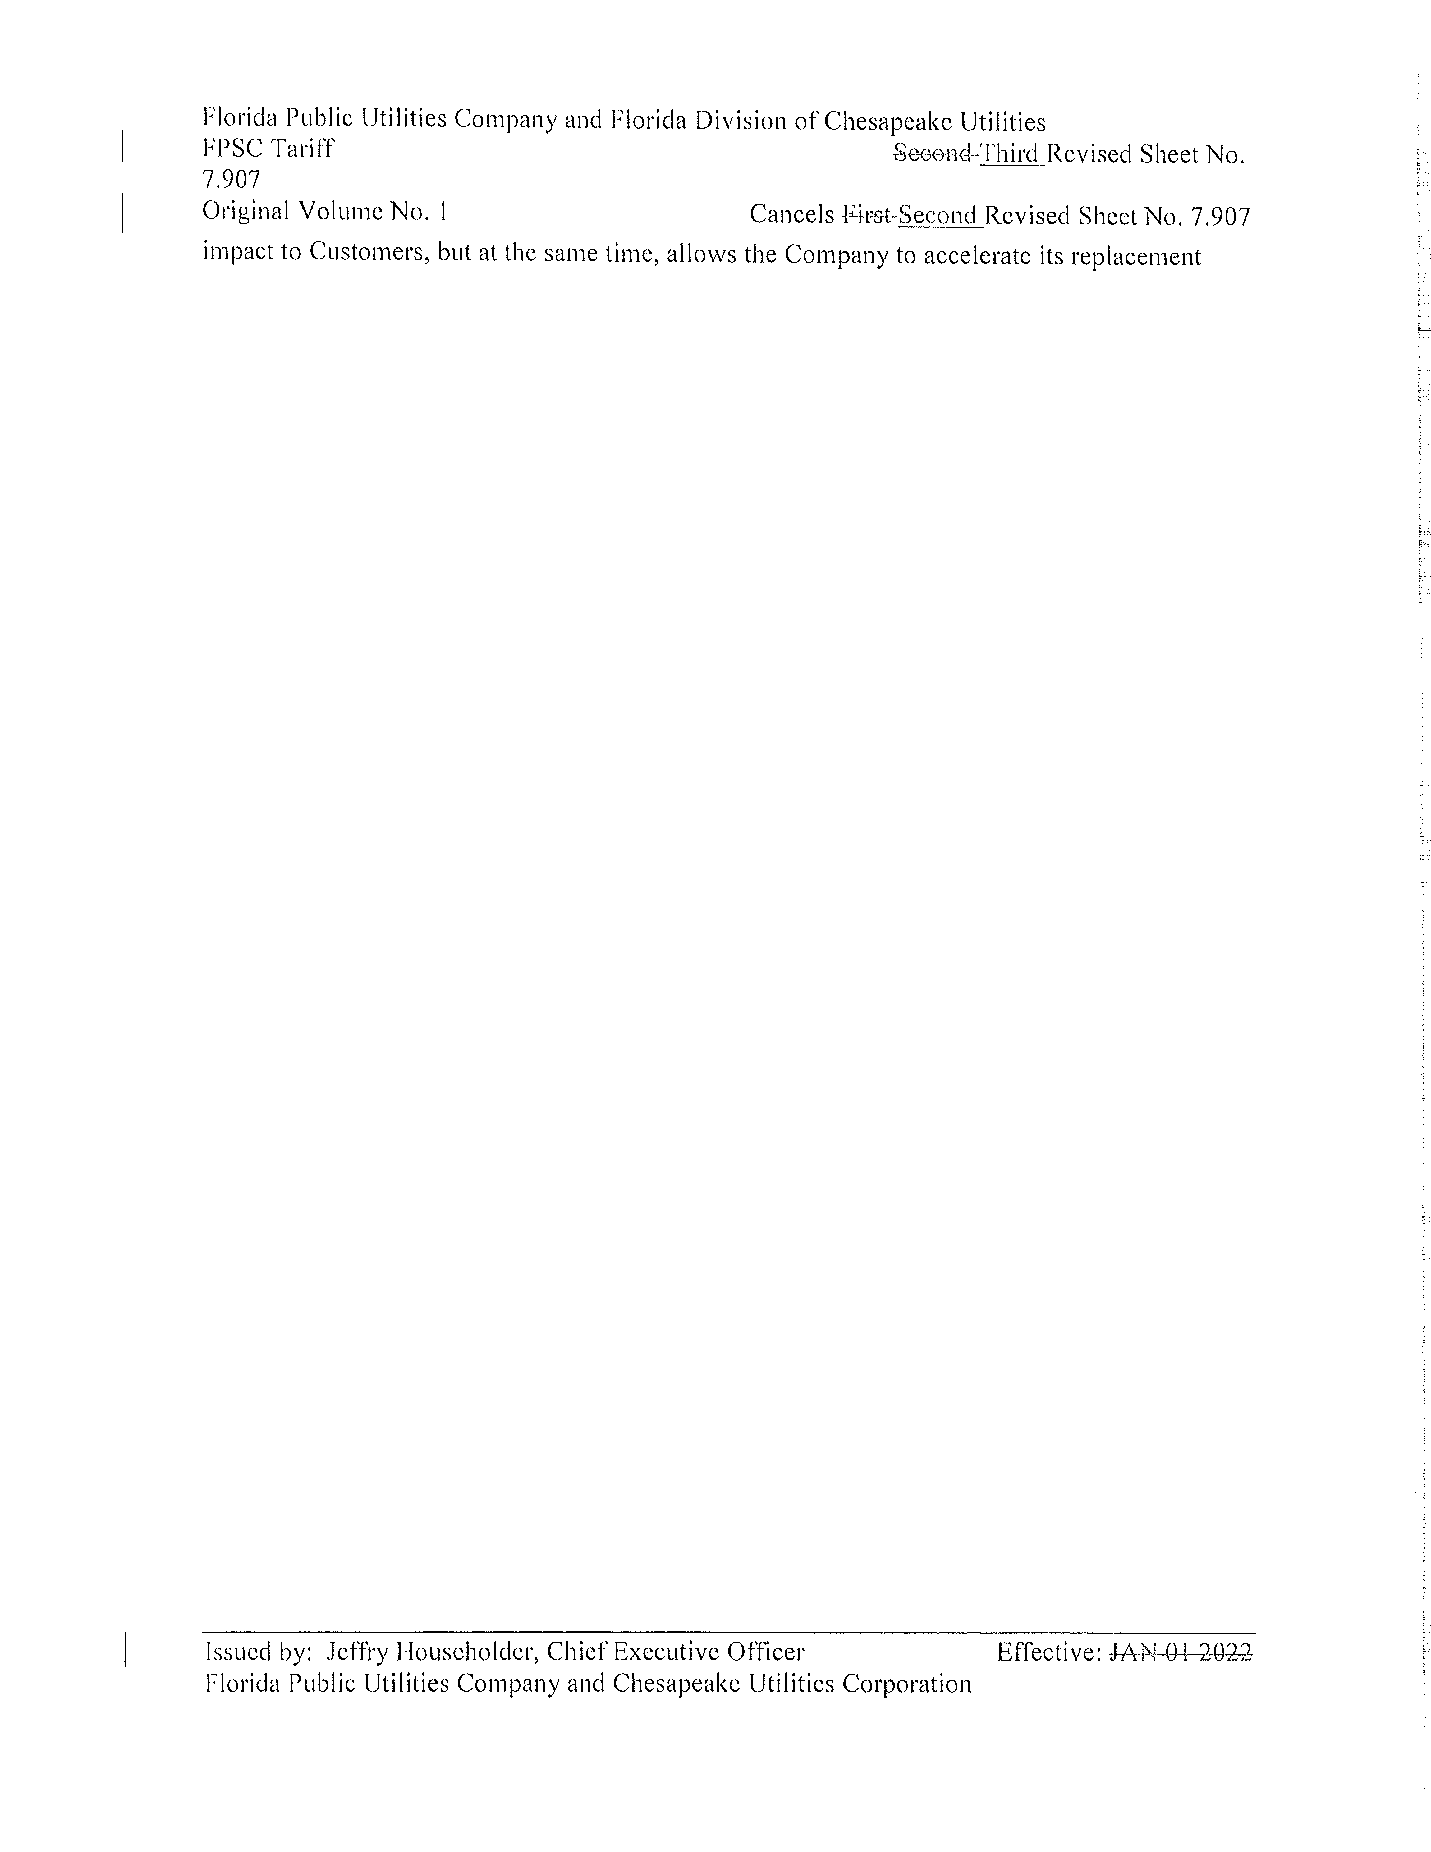 Florida Public Utilities Company and Florida Division of Chesapeake Utilities
FPSC Tariff Second Third Revised Sheet No.
7.907
Original Volume No. 1 Cancels First Second Revised Sheet No. 7.907
impact to Customers, but at the same time, allows the Company to accelerate its replacement
Issued by: Jeffry Householder, Chief Executive Officer Effective: JAN 01 2022
Florida Public Utilities Company and Chesapeake Utilities Corporation